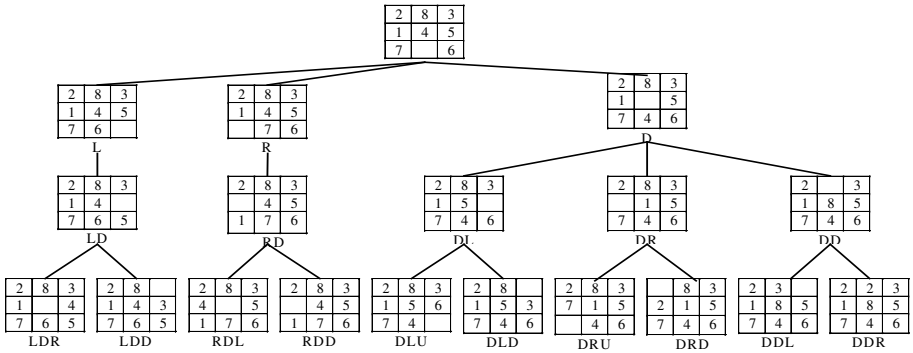 2 8 3
1 4 5
7 6
2 8 3
1 4 5
7 6
L
2 8 3
1 4 5
7 6
R
2 8 3
1 5
7 4 6
D
2 8 3
1 4
7 6 5
LD
2 8 3
4 5
1 7 6
RD
2 8 3
1 5
7 4 6
DL
2 8 3
1 5
7 4 6
DR
2 3
1 8 5
7 4 6
DD
2 8 3
1 4
7 6 5
LDR
2 8
1 4 3
7 6 5
LDD
2 8 3
4 5
1 7 6
RDL
2 8 3
4 5
1 7 6
RDD
2 8 3
1 5 6
7 4
DLU
2 8
1 5 3
7 4 6
DLD
2 8 3
7 1 5
4 6
DRU
8 3
2 1 5
7 4 6
DRD
2 3
1 8 5
7 4 6
DDL
2 2 3
1 8 5
7 4 6
DDR